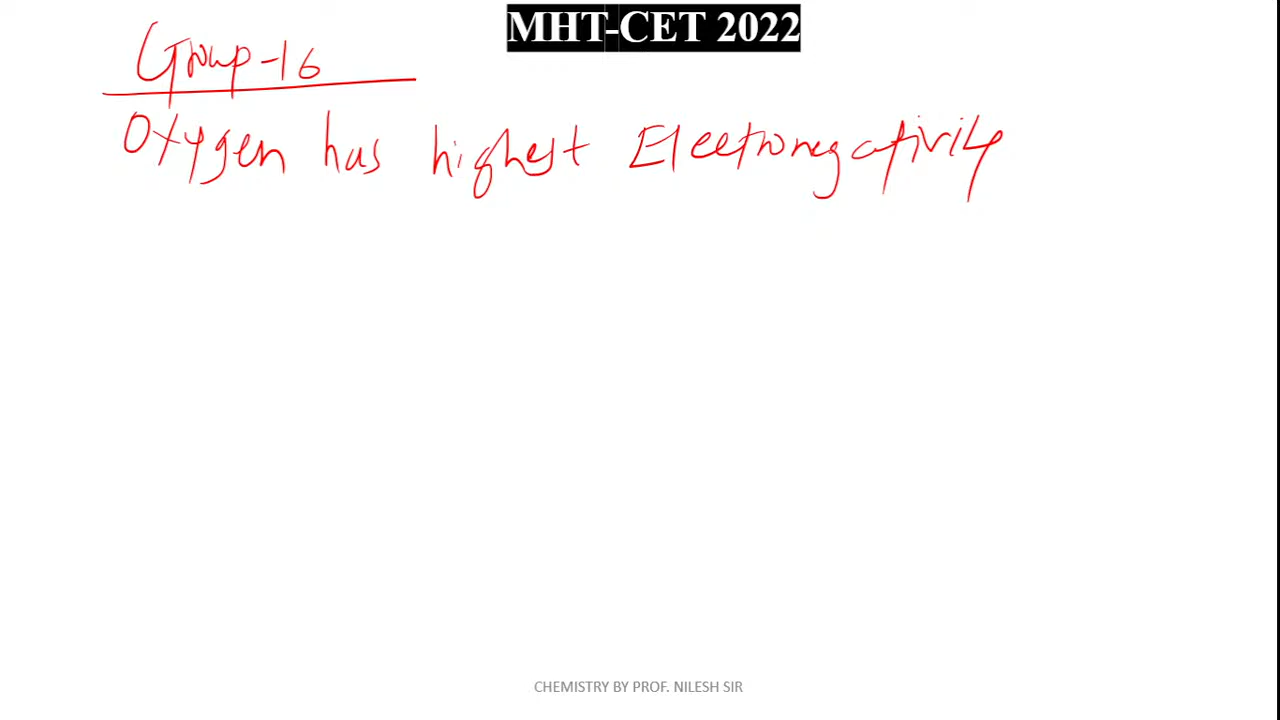 MHT-CET 2022
Group-16
Oxygen has highest Electronegativity
CHEMISTRY BY PROF. NILESH SIR